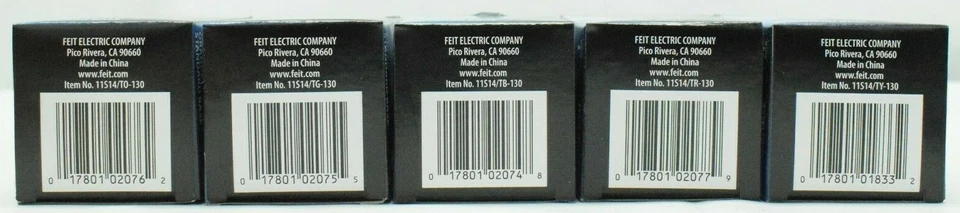 FEIT ELECTRIC COMPANY
Pico Rivera, CA 90660
Made in China
www.feit.com
Item No. 11S14/TO-130
0 17801 02076 2
FEIT ELECTRIC COMPANY
Pico Rivera, CA 90660
Made in China
www.feit.com
Item No. 11S14/TG-130
0 17801 02075 5
FEIT ELECTRIC COMPANY
Pico Rivera, CA 90660
Made in China
www.feit.com
Item No. 11S14/TB-130
0 17801 02074 8
FEIT ELECTRIC COMPANY
Pico Rivera, CA 90660
Made in China
www.feit.com
Item No. 11S14/TR-130
0 17801 02077 9
FEIT ELECTRIC COMPANY
Pico Rivera, CA 90660
Made in China
www.feit.com
Item No. 11S14/TY-130
0 17801 01833 2